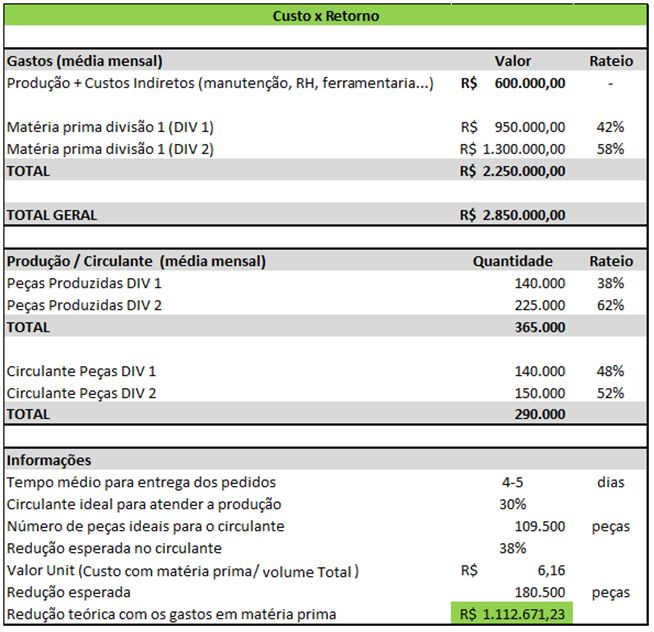 Custo x Retorno
Gastos (média mensal) Valor Rateio
Produção + Custos Indiretos (manutenção, RH, ferramentaria...) R$ 600.000,00 -
Matéria prima divisão 1 (DIV 1) R$ 950.000,00 42%
Matéria prima divisão 1 (DIV 2) R$ 1.300.000,00 58%
TOTAL R$ 2.250.000,00
TOTAL GERAL R$ 2.850.000,00
Produção / Circulante (média mensal) Quantidade Rateio
Peças Produzidas DIV 1 140.000 38%
Peças Produzidas DIV 2 225.000 62%
TOTAL 365.000
Circulante Peças DIV 1 140.000 48%
Circulante Peças DIV 2 150.000 52%
TOTAL 290.000
Informações
Tempo médio para entrega dos pedidos 4-5 dias
Circulante ideal para atender a produção 30%
Número de peças ideais para o circulante 109.500 peças
Redução esperada no circulante 38%
Valor Unit (Custo com matéria prima/ volume Total) R$ 6,16
Redução esperada 180.500 peças
Redução teórica com os gastos em matéria prima R$ 1.112.671,23